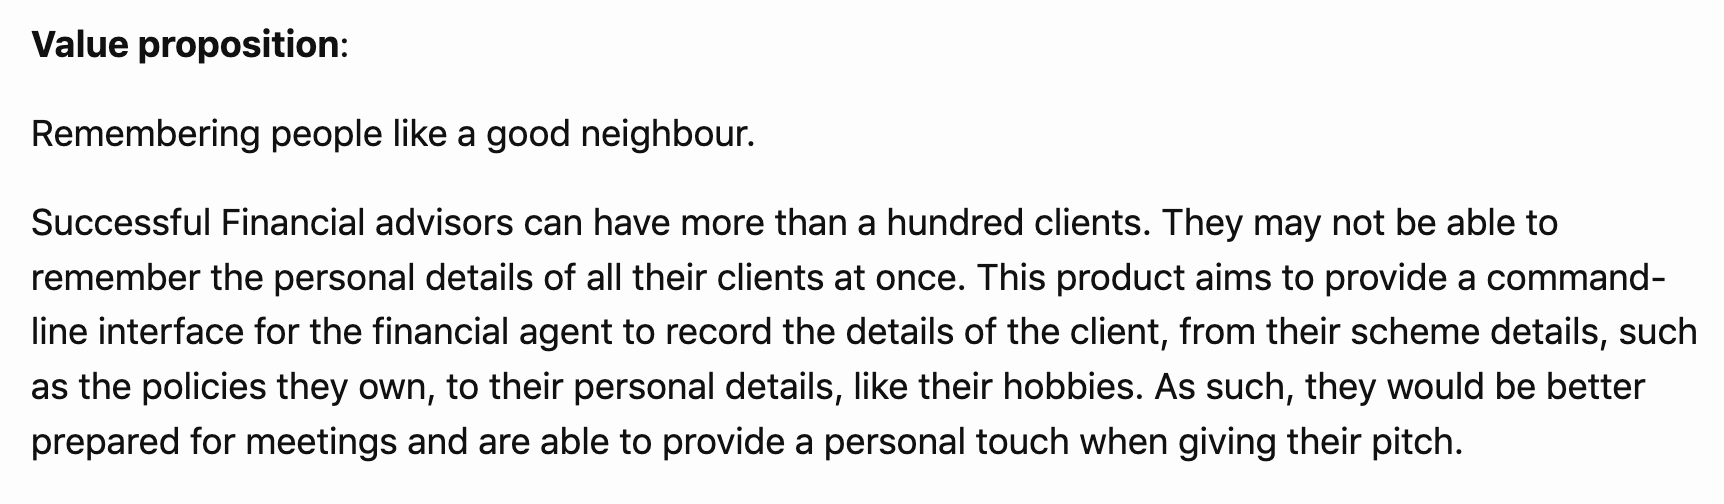 Value proposition:
Remembering people like a good neighbour.
Successful Financial advisors can have more than a hundred clients. They may not be able to
remember the personal details of all their clients at once. This product aims to provide a command-
line interface for the financial agent to record the details of the client, from their scheme details, such
as the policies they own, to their personal details, like their hobbies. As such, they would be better
prepared for meetings and are able to provide a personal touch when giving their pitch.